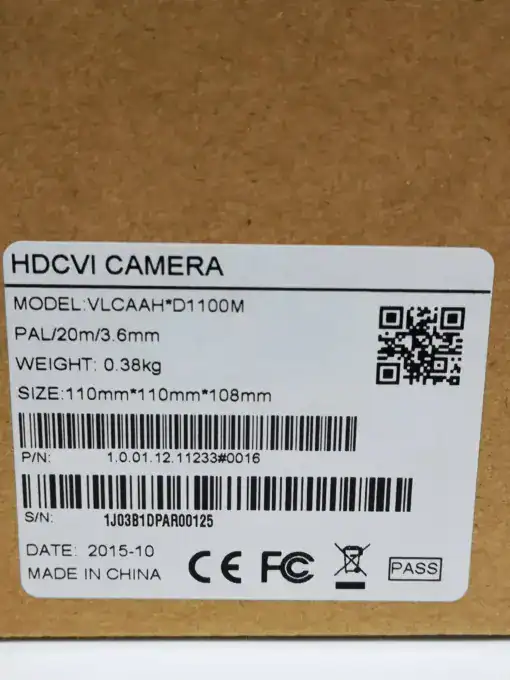 HDCVI CAMERA
MODEL:VLCAAH*D1100M
PAL/20m/3.6mm
WEIGHT: 0.38kg
SIZE:110mm*110mm*108mm
P/N: 1.0.01.12.11233#0016
S/N: 1J03B1DPAR00125
DATE: 2015-10
MADE IN CHINA
CE FC
PASS